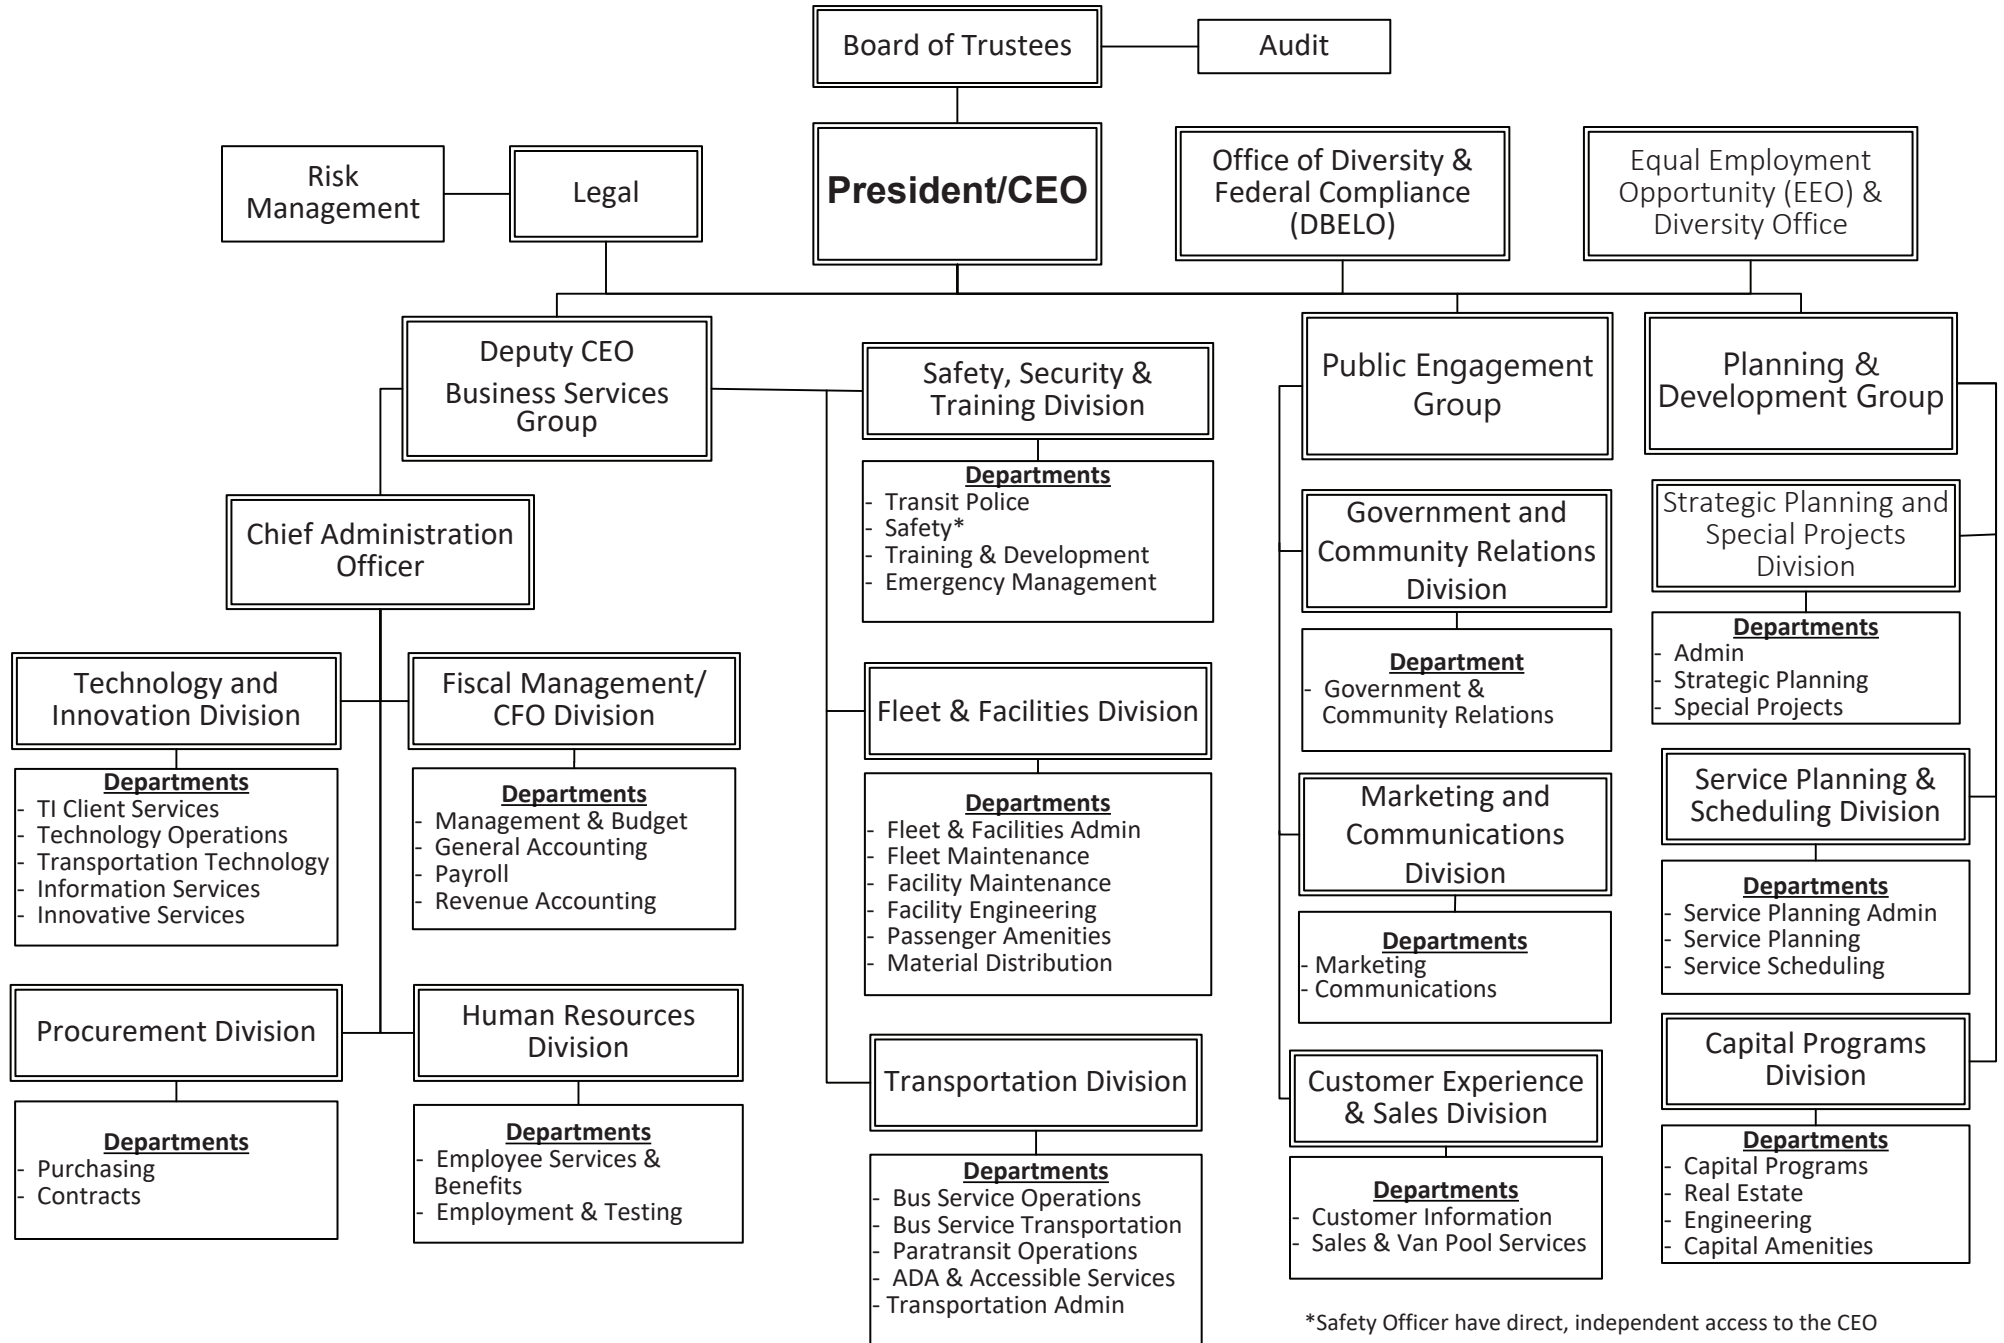 Board of Trustees
Audit
Risk
Management
Legal
President/CEO
Office of Diversity &
Federal Compliance
(DBELO)
Equal Employment
Opportunity (EEO) &
Diversity Office
Deputy CEO
Business Services
Group
Safety, Security &
Training Division
Departments
- Transit Police
- Safety*
- Training & Development
- Emergency Management
Public Engagement
Group
Planning &
Development Group
Chief Administration
Officer
Government and
Community Relations
Division
Department
- Government &
Community Relations
Strategic Planning and
Special Projects
Division
Departments
- Admin
- Strategic Planning
- Special Projects
Technology and
Innovation Division
Departments
- TI Client Services
- Technology Operations
- Transportation Technology
- Information Services
- Innovative Services
Fiscal Management/
CFO Division
Departments
- Management & Budget
- General Accounting
- Payroll
- Revenue Accounting
Fleet & Facilities Division
Departments
- Fleet & Facilities Admin
- Fleet Maintenance
- Facility Maintenance
- Facility Engineering
- Passenger Amenities
- Material Distribution
Marketing and
Communications
Division
Departments
- Marketing
- Communications
Service Planning &
Scheduling Division
Departments
- Service Planning Admin
- Service Planning
- Service Scheduling
Procurement Division
Departments
- Purchasing
- Contracts
Human Resources
Division
Departments
- Employee Services &
Benefits
- Employment & Testing
Transportation Division
Departments
- Bus Service Operations
- Bus Service Transportation
- Paratransit Operations
- ADA & Accessible Services
- Transportation Admin
Customer Experience
& Sales Division
Departments
- Customer Information
- Sales & Van Pool Services
Capital Programs
Division
Departments
- Capital Programs
- Real Estate
- Engineering
- Capital Amenities
*Safety Officer have direct, independent access to the CEO